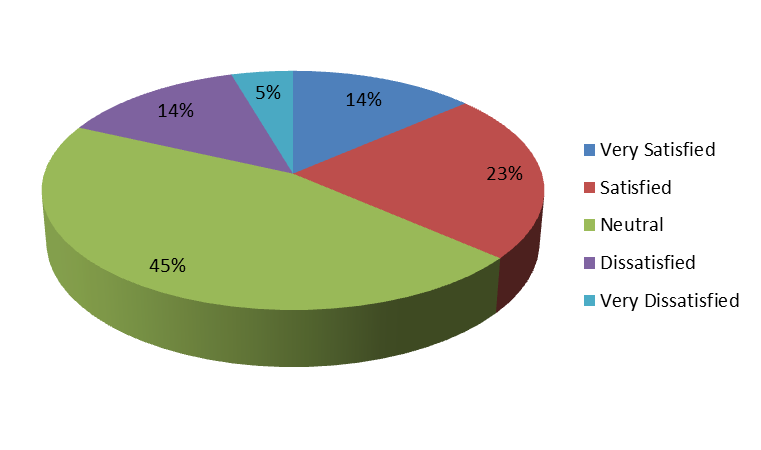 5%
14%
14%
23%
45%
Very Satisfied
Satisfied
Neutral
Dissatisfied
Very Dissatisfied